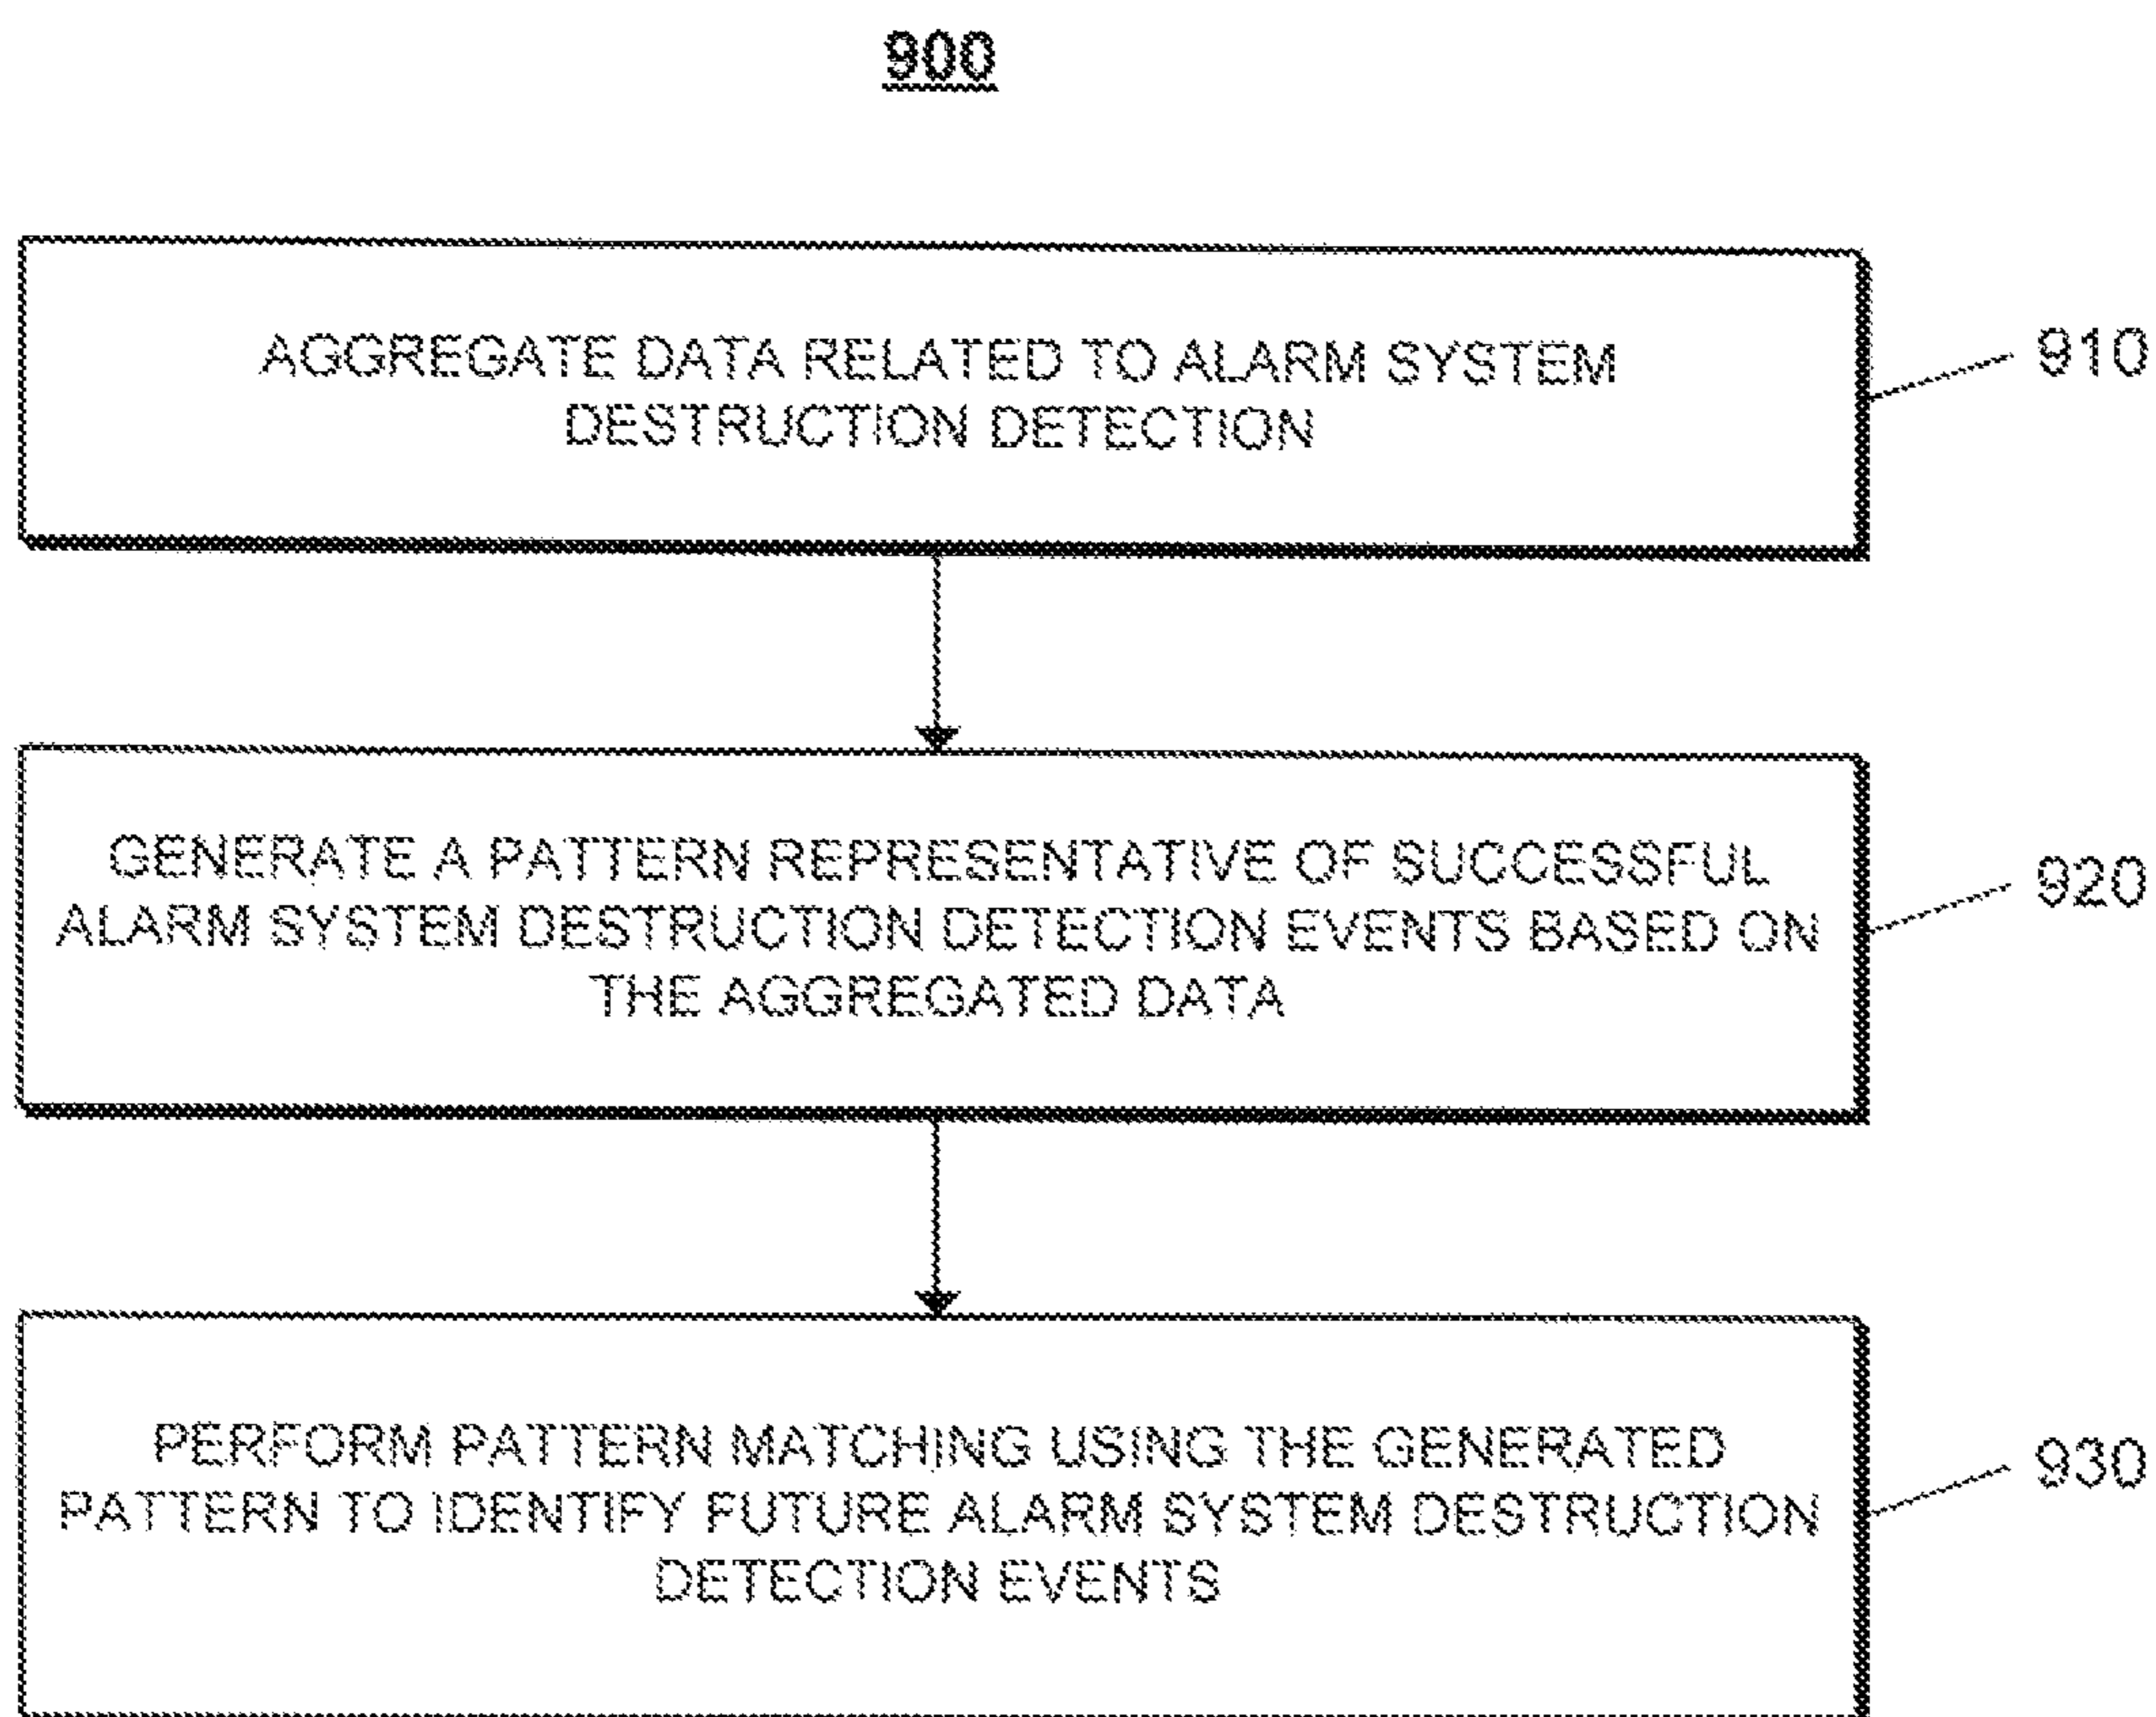 900
AGGREGATE DATA RELATED TO ALARM SYSTEM
DESTRUCTION DETECTION
910
GENERATE A PATTERN REPRESENTATIVE OF SUCCESSFUL
ALARM SYSTEM DESTRUCTION DETECTION EVENTS BASED ON
THE AGGREGATED DATA
920
PERFORM PATTERN MATCHING USING THE GENERATED
PATTERN TO IDENTIFY FUTURE ALARM SYSTEM DESTRUCTION
DETECTION EVENTS
930